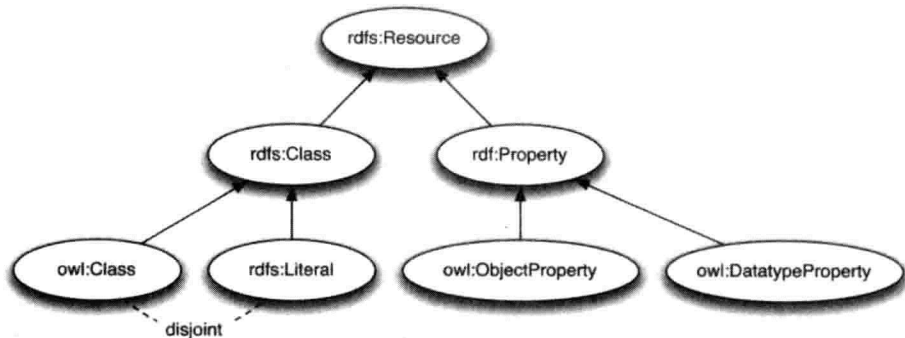 rdfs:Resource
rdfs:Class
rdf:Property
owl:Class
rdfs:Literal
owl:ObjectProperty
owl:DatatypeProperty
disjoint